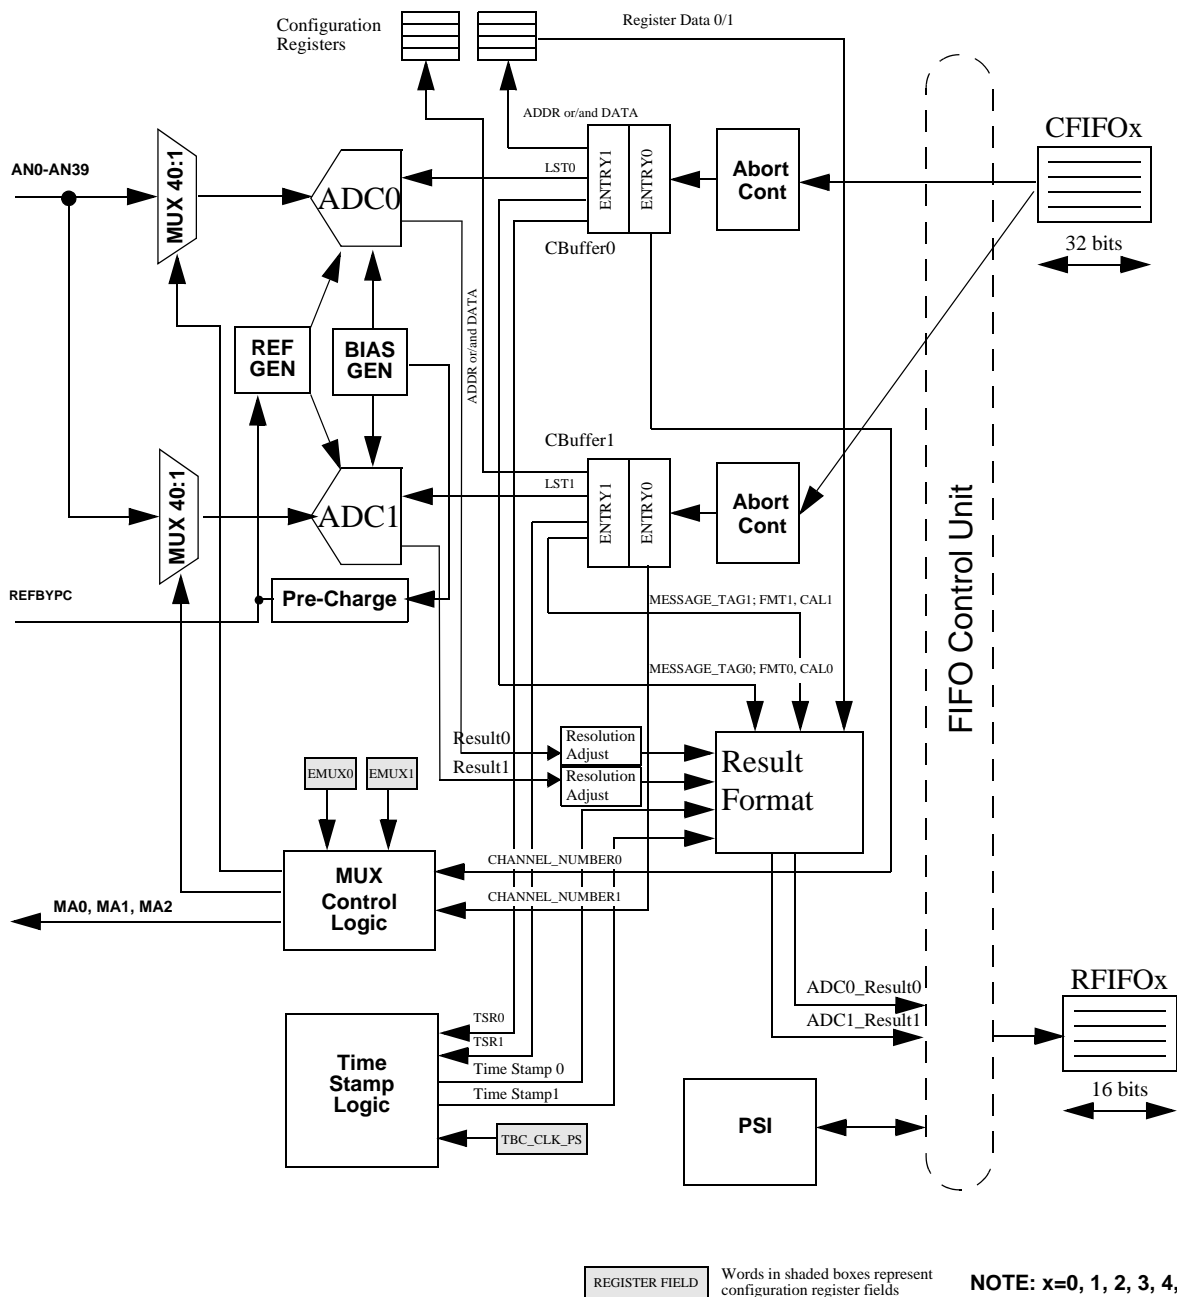 Configuration
Registers
Register Data 0/1
ADDR or/and DATA
CFIFOx
AN0-AN39
MUX 40:1
ADC0
LST0
ENTRY1
ENTRY0
Abort
Cont
32 bits
CBuffer0
ADDR or/and DATA
REF
GEN
BIAS
GEN
CBuffer1
MUX 40:1
ADC1
LST1
ENTRY1
ENTRY0
Abort
Cont
FIFO Control Unit
REFBYPC
Pre-Charge
MESSAGE_TAG1; FMT1, CAL1
MESSAGE_TAG0; FMT0, CAL0
Result0
Resolution
Adjust
Result1
Resolution
Adjust
Result
Format
EMUX0
EMUX1
MUX
Control
Logic
CHANNEL_NUMBER0
CHANNEL_NUMBER1
MA0, MA1, MA2
ADC0_Result0
ADC1_Result1
RFIFOx
16 bits
Time
Stamp
Logic
TSR0
TSR1
Time Stamp 0
Time Stamp1
TBC_CLK_PS
PSI
REGISTER FIELD
Words in shaded boxes represent
configuration register fields
NOTE: x=0, 1, 2, 3, 4,